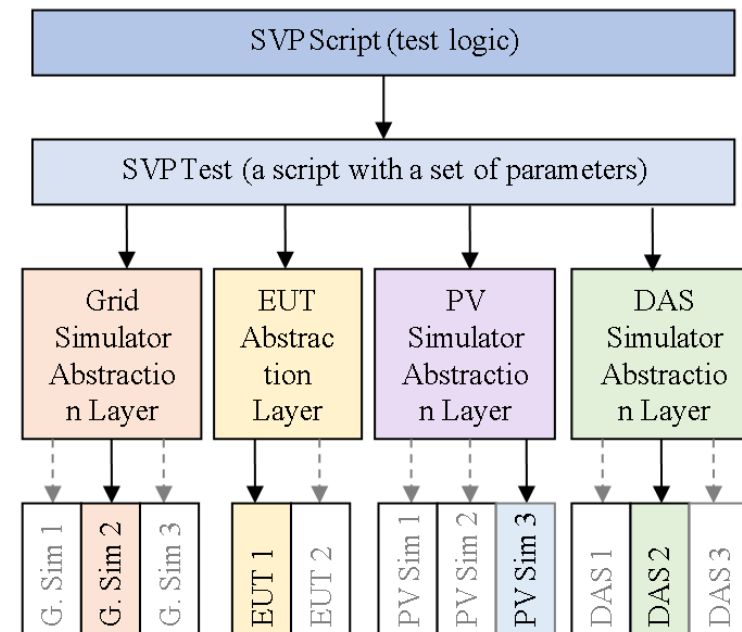 SVP Script (test logic)
SVP Test (a script with a set of parameters)
Grid
Simulator
Abstractio
n Layer
EUT
Abstrac
tion
Layer
PV
Simulator
Abstractio
n Layer
DAS
Simulator
Abstractio
n Layer
G. Sim 1
G. Sim 2
G. Sim 3
EUT 1
EUT 2
PV Sim 1
PV Sim 2
PV Sim 3
DAS 1
DAS 2
DAS 3